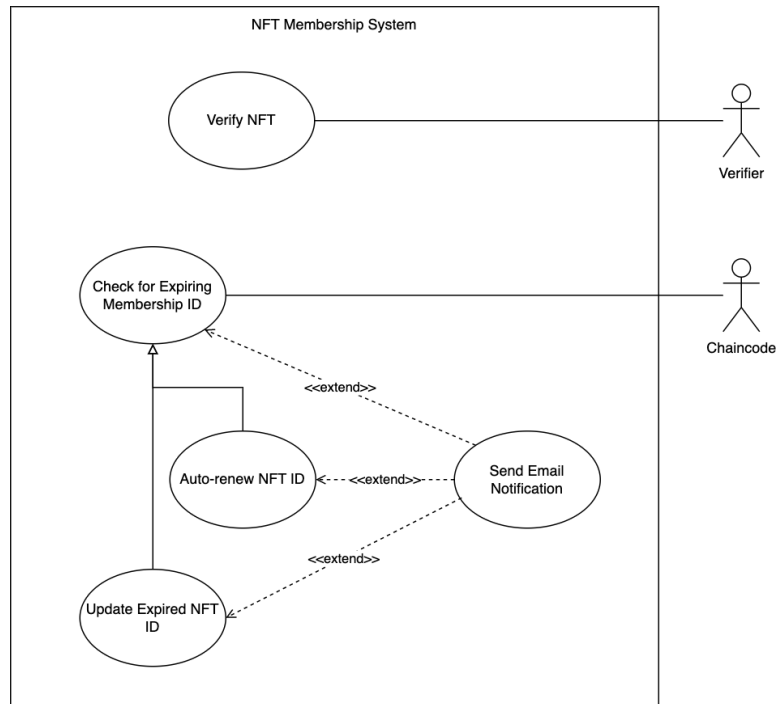 NFT Membership System
Verify NFT
Verifier
Check for Expiring
Membership ID
Chaincode
<<extend>>
Auto-renew NFT ID
<<extend>>
Send Email
Notification
<<extend>>
Update Expired NFT
ID